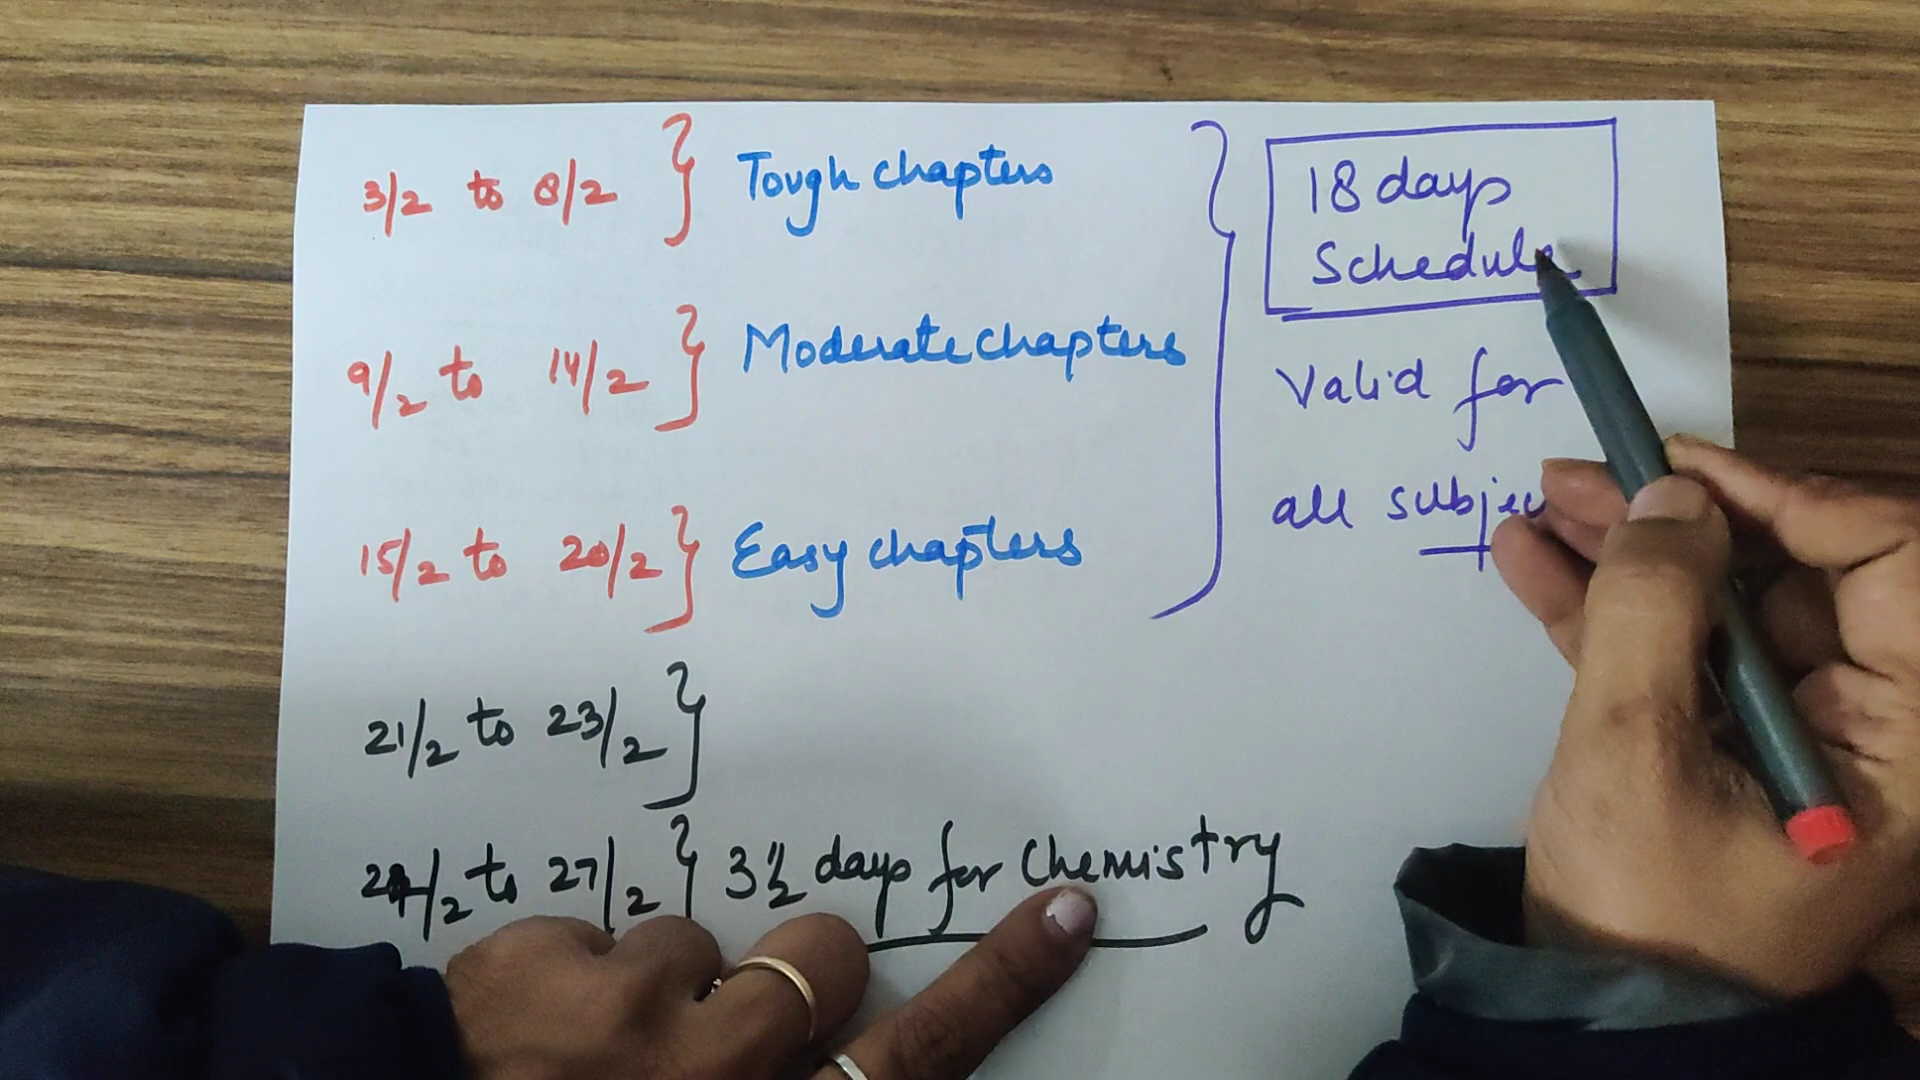 3/2 to 8/2 } Tough chapters
9/2 to 14/2 } Moderate chapters
15/2 to 20/2 } Easy chapters
21/2 to 23/2 }
24/2 to 27/2 } 3 1/2 days for Chemistry
18 days
Schedule
Valid for
all